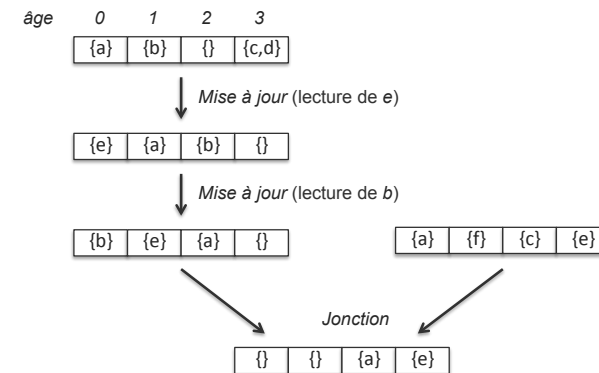 âge 0 1 2 3
{a} {b} {} {c,d}
Mise à jour (lecture de e)
{e} {a} {b} {}
Mise à jour (lecture de b)
{b} {e} {a} {} {a} {f} {c} {e}
Jonction
{} {} {a} {e}